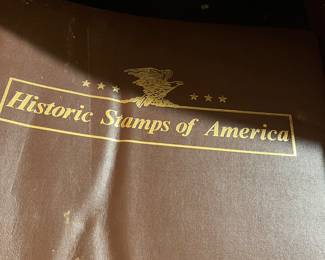 Historic Stamps of America